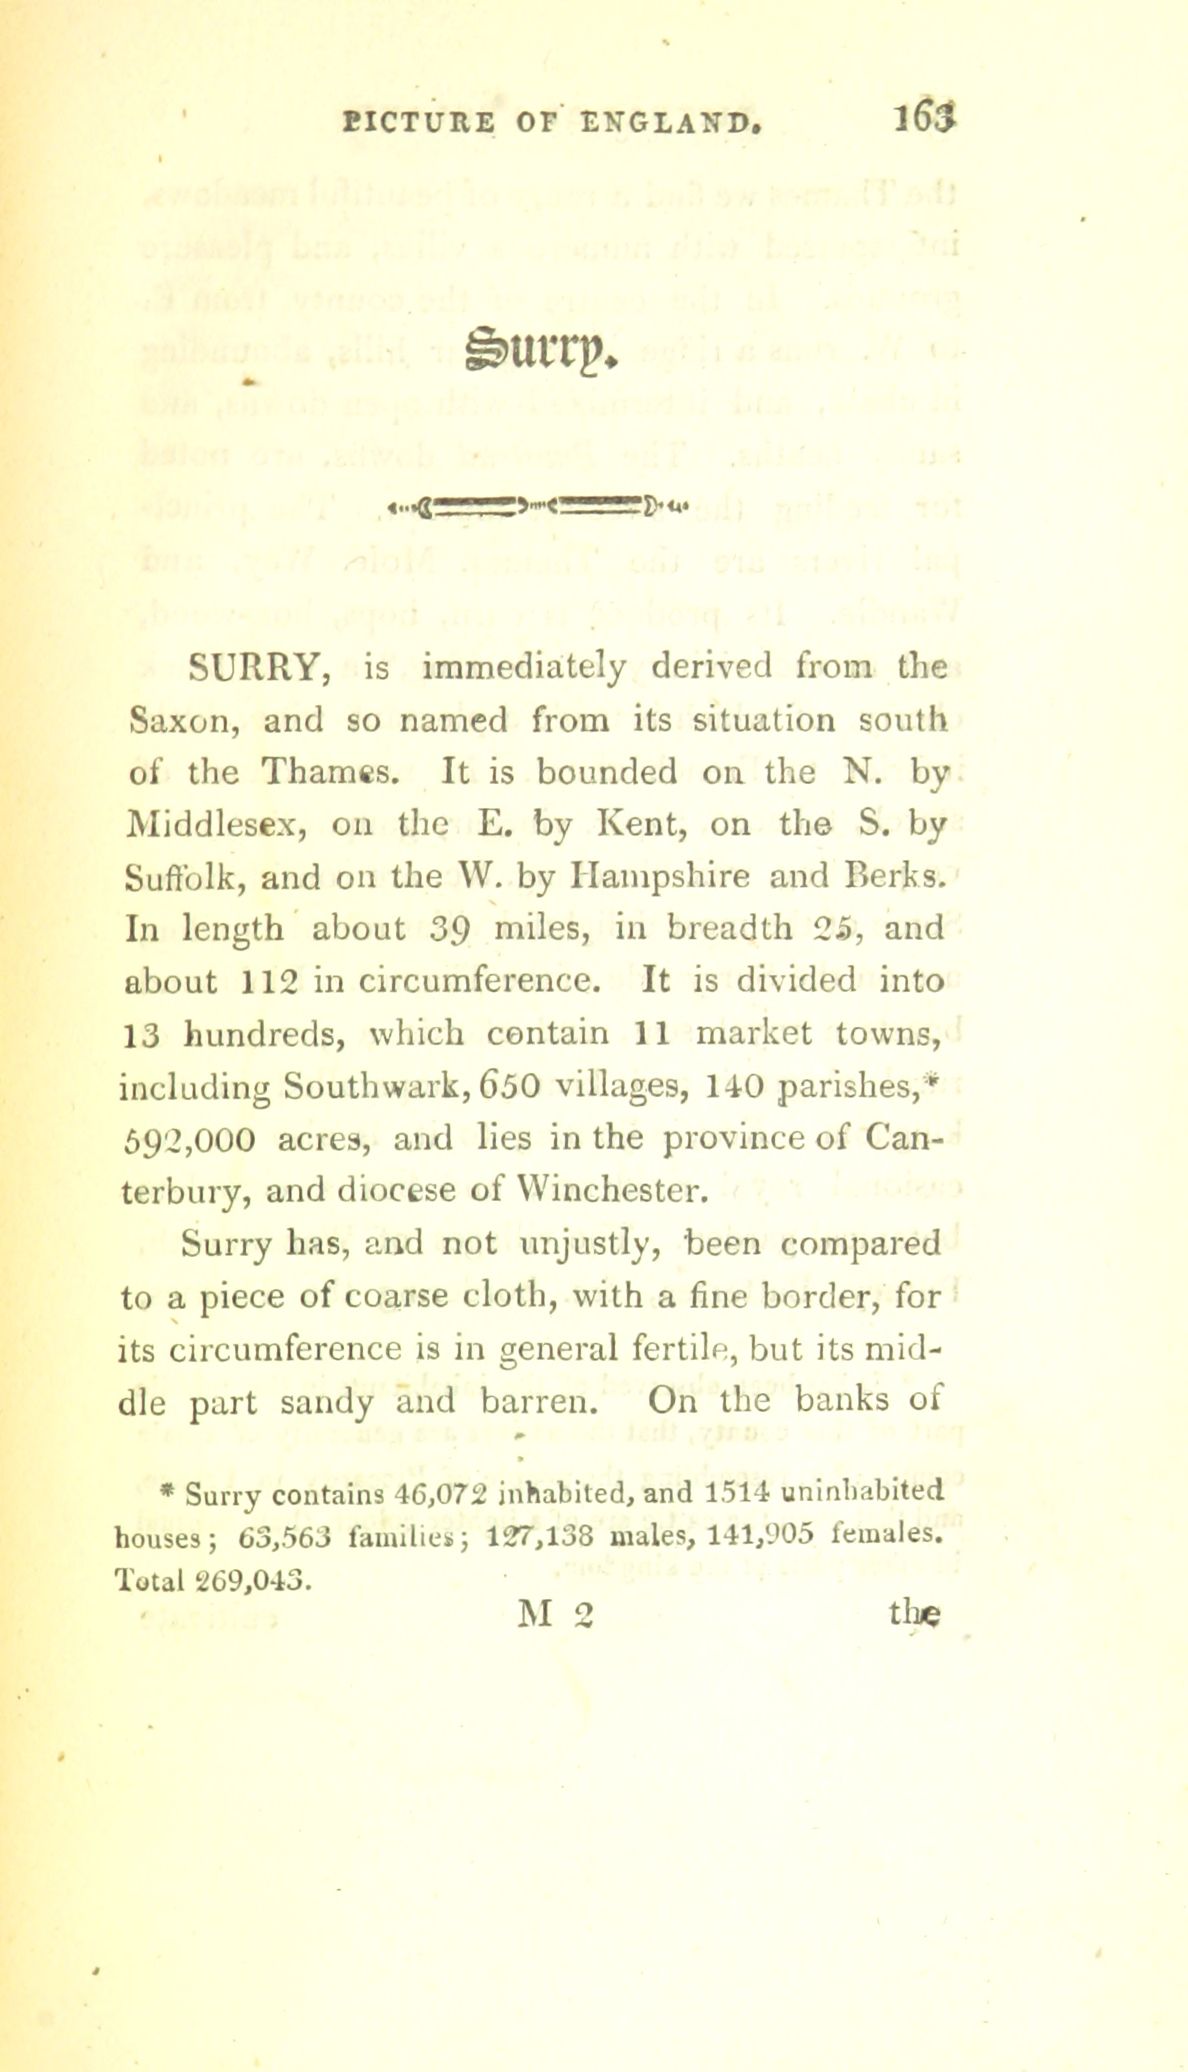 PICTURE OF ENGLAND. 163
Surry.
SURRY, is immediately derived from the
Saxon, and so named from its situation south
of the Thames. It is bounded on the N. by
Middlesex, on the E. by Kent, on the S. by
Suffolk, and on the W. by Hampshire and Berks.
In length about 39 miles, in breadth 25, and
about 112 in circumference. It is divided into
13 hundreds, which contain 11 market towns,
including Southwark, 650 villages, 140 parishes,*
592,000 acres, and lies in the province of Can-
terbury, and diocese of Winchester.
Surry has, and not unjustly, been compared
to a piece of coarse cloth, with a fine border, for
its circumference is in general fertile, but its mid-
dle part sandy and barren. On the banks of
* Surry contains 46,072 inhabited, and 1514 uninhabited
houses; 63,563 families; 127,138 males, 141,905 females.
Total 269,043.
M 2 the